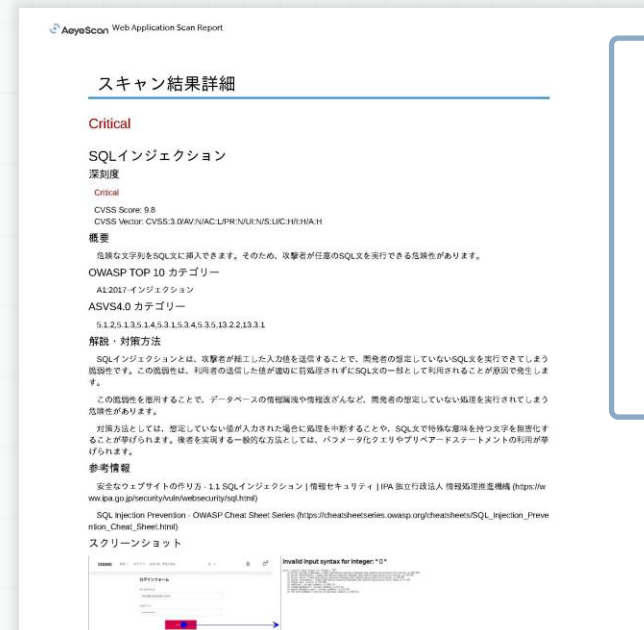 AeyeScan Web Application Scan Report
スキャン結果詳細
Critical
SQLインジェクション
深刻度
Critical
CVSS Score: 9.8
CVSS Vector: CVSS:3.0/AV:N/AC:L/PR:N/UI:N/S:U/C:H/I:H/A:H
概要
危険な文字列をSQL文に挿入できます。そのため、攻撃者が任意のSQL文を実行できる危険性があります。
OWASP TOP 10 カテゴリー
A1:2017-インジェクション
ASVS4.0 カテゴリー
5.1.2,5.1.3,5.1.4,5.3.1,5.3.4,5.3.5,13.2.2,13.3.1
解説・対策方法
SQLインジェクションとは、攻撃者が細工した入力値を送信することで、開発者の想定していないSQL文を実行できてしまう
脆弱性です。この脆弱性は、利用者の送信した値が適切に前処理されずにSQL文の一部として利用されることが原因で発生しま
す。
この脆弱性を悪用することで、データベースの情報漏洩や情報改ざんなど、開発者の想定していない処理を実行されてしまう
危険性があります。
対策方法としては、想定していない値が入力された場合に処理を中断することや、SQL文で特殊な意味を持つ文字を無害化す
ることが挙げられます。後者を実現する一般的な方法としては、パラメータ化クエリやプリペアードステートメントの利用が挙
げられます。
参考情報
安全なウェブサイトの作り方 - 1.1 SQLインジェクション | 情報セキュリティ | IPA 独立行政法人 情報処理推進機構 (https://w
ww.ipa.go.jp/security/vuln/websecurity/sql.html)
SQL Injection Prevention - OWASP Cheat Sheet Series (https://cheatsheetseries.owasp.org/cheatsheets/SQL_Injection_Preve
ntion_Cheat_Sheet.html)
スクリーンショット
ログインフォーム
Invalid input syntax for integer: "▯"